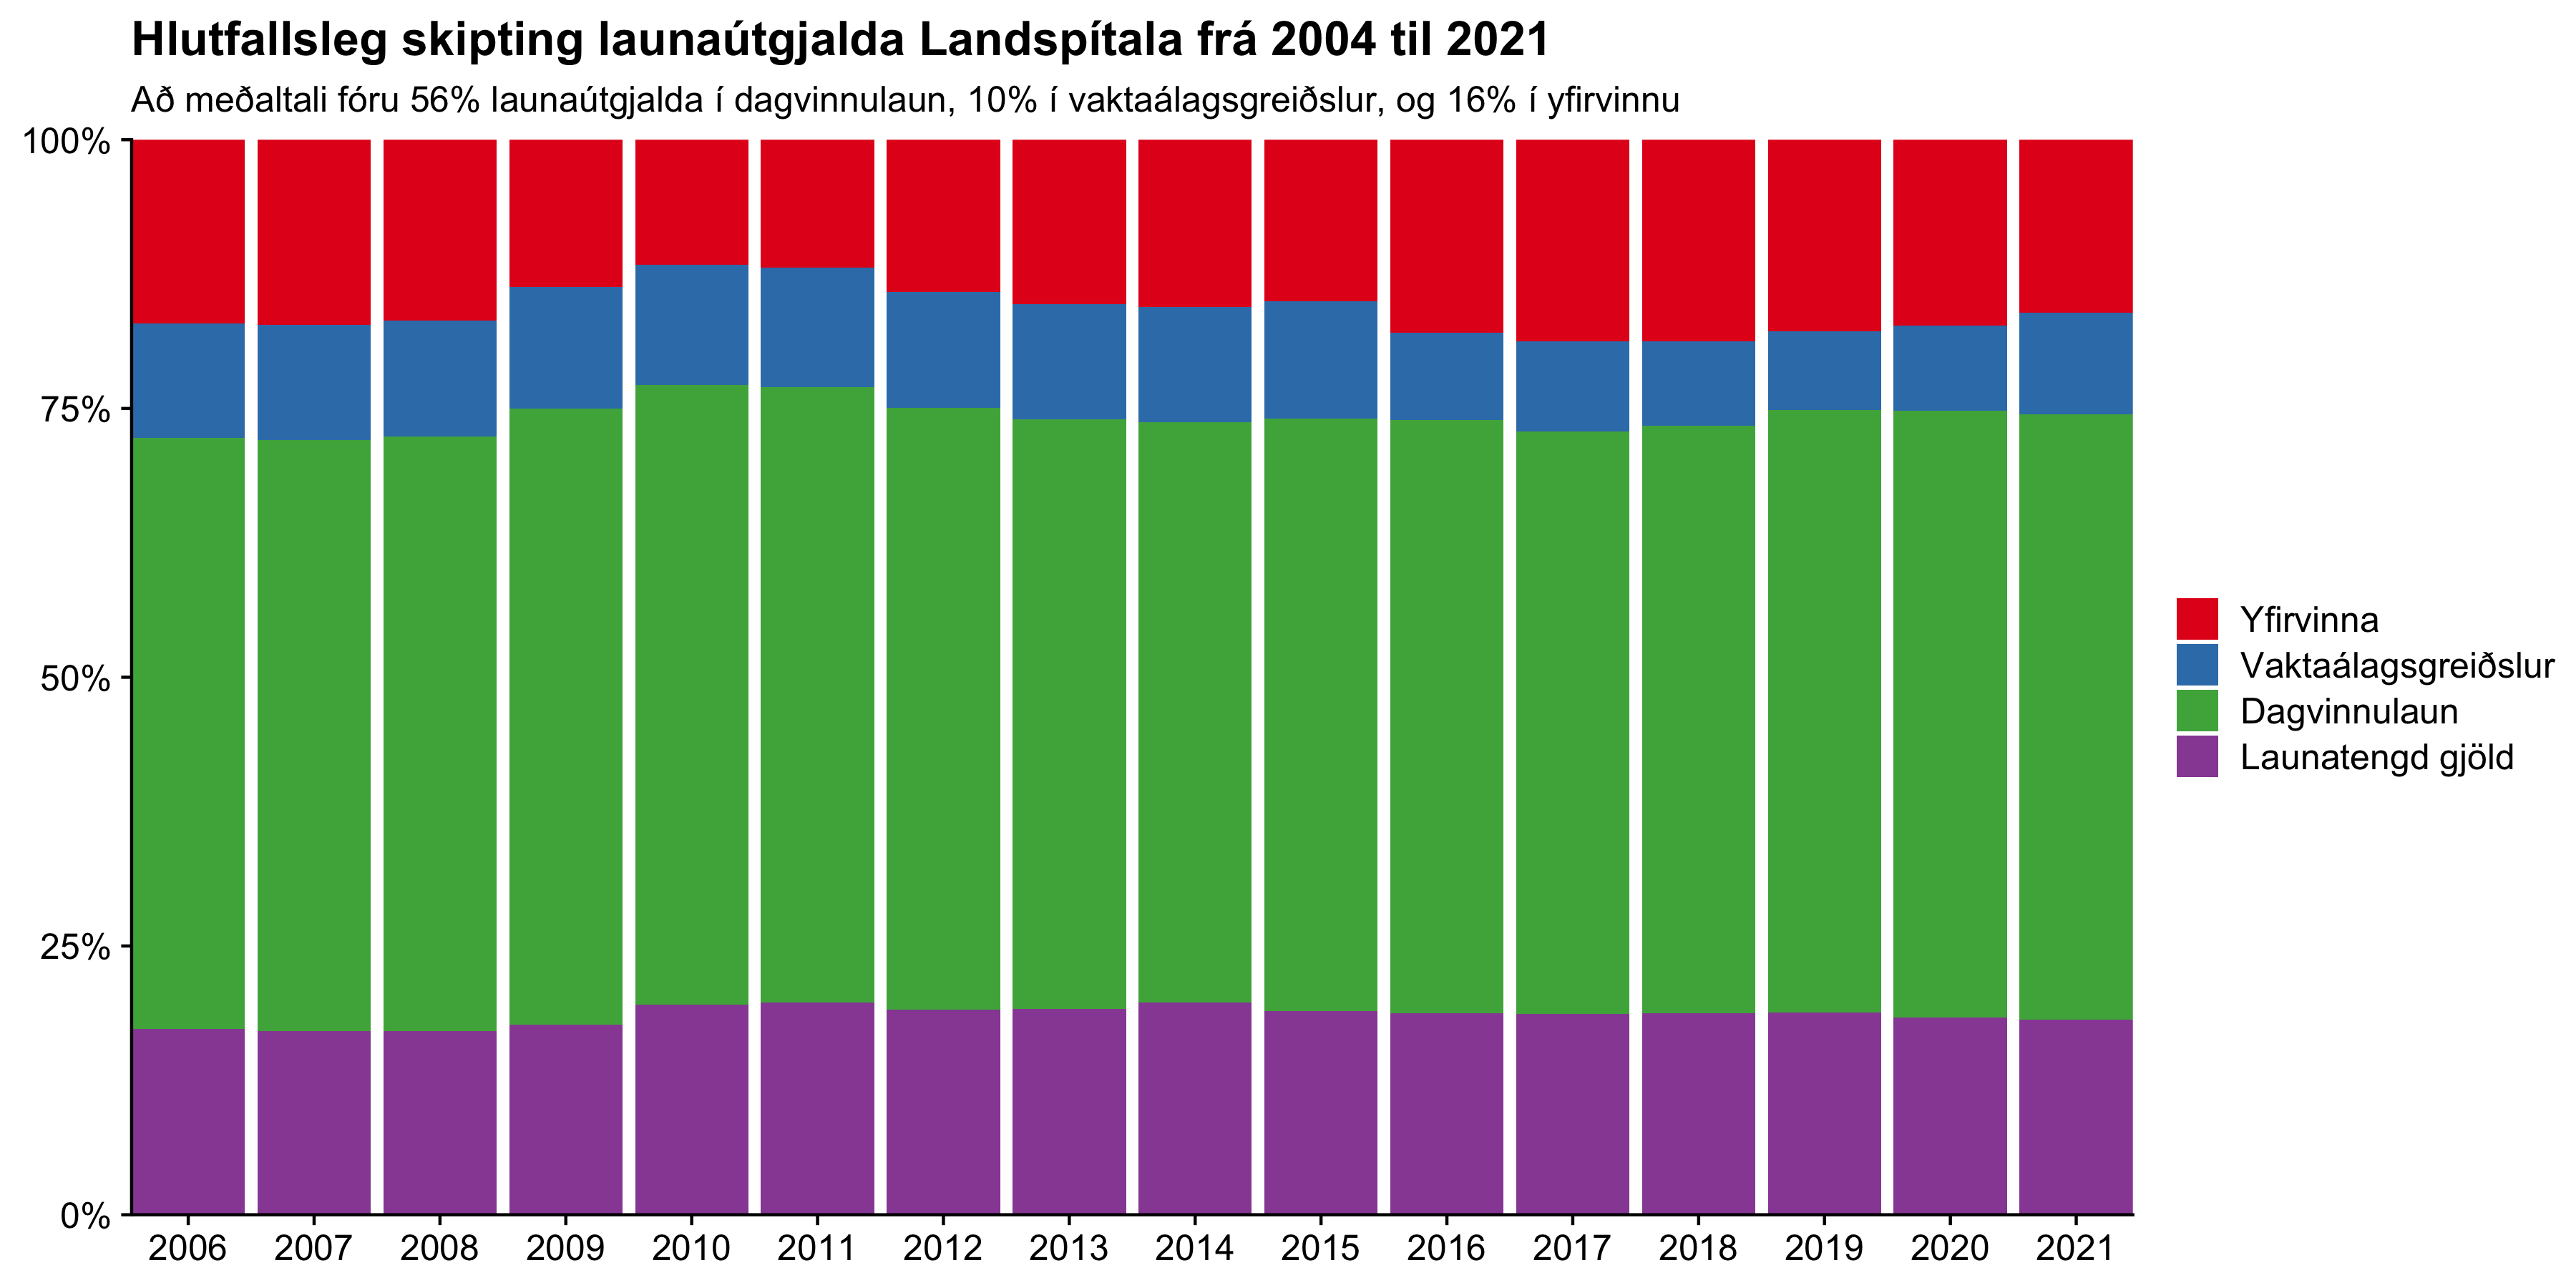 Hlutfallsleg skipting launaútgjalda Landspítala frá 2004 til 2021
Að meðaltali fóru 56% launaútgjalda í dagvinnulaun, 10% í vaktaálagsgreiðslur, og 16% í yfirvinnu
100%
75%
50%
25%
0%
2006 2007 2008 2009 2010 2011 2012 2013 2014 2015 2016 2017 2018 2019 2020 2021
Yfirvinna
Vaktaálagsgreiðslur
Dagvinnulaun
Launatengd gjöld